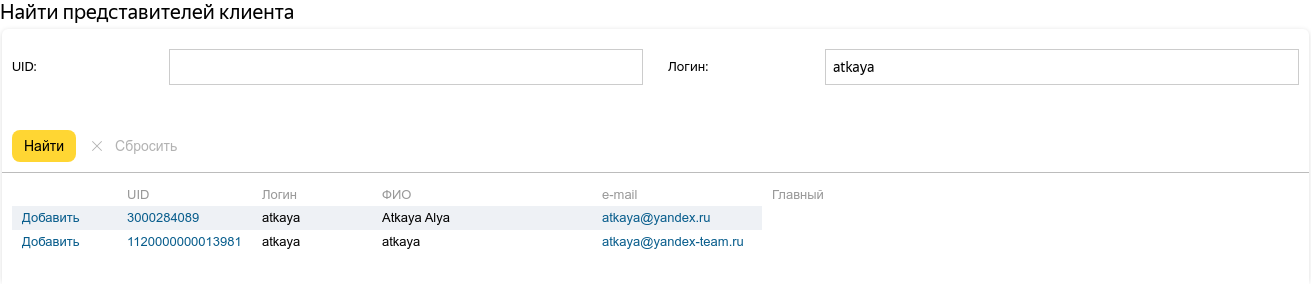 Найти представителей клиента
UID: Логин: atkaya
Найти Сбросить
UID Логин ФИО e-mail Главный
Добавить 3000284089 atkaya Atkaya Alya atkaya@yandex.ru
Добавить 1120000000013981 atkaya atkaya atkaya@yandex-team.ru